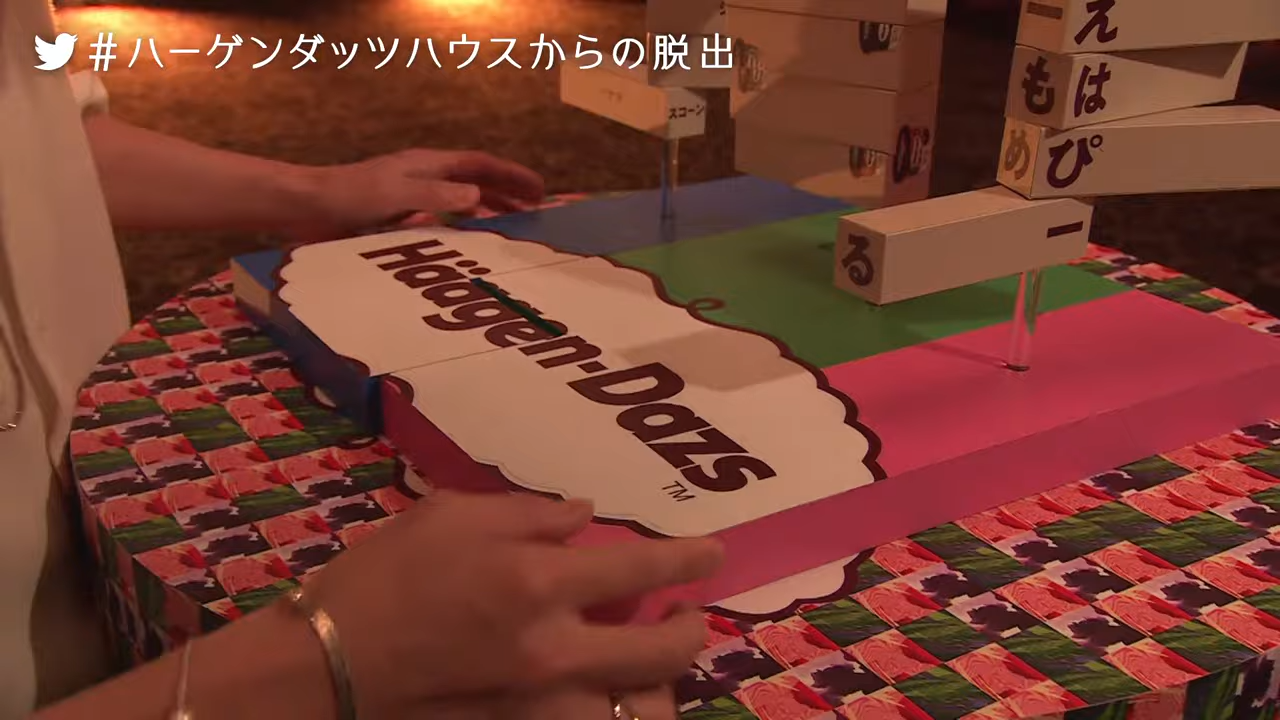 #ハーゲンダッツハウスからの脱出
スコーン
ーえ
もは
めぴ
るー
Häagen-Dazs
TM